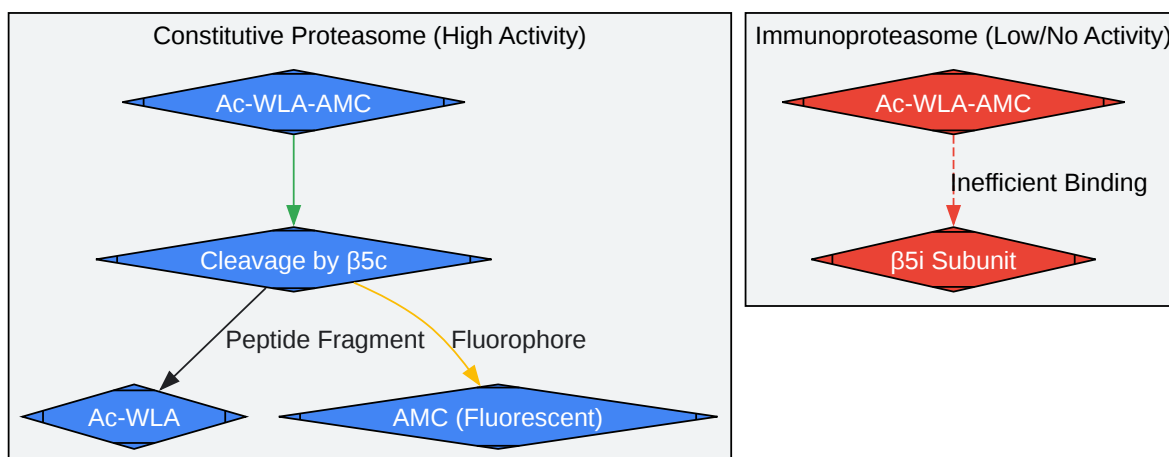 Constitutive Proteasome (High Activity)
Ac-WLA-AMC
Cleavage by β5c
Peptide Fragment
Fluorophore
Ac-WLA
AMC (Fluorescent)
Immunoproteasome (Low/No Activity)
Ac-WLA-AMC
Inefficient Binding
β5i Subunit